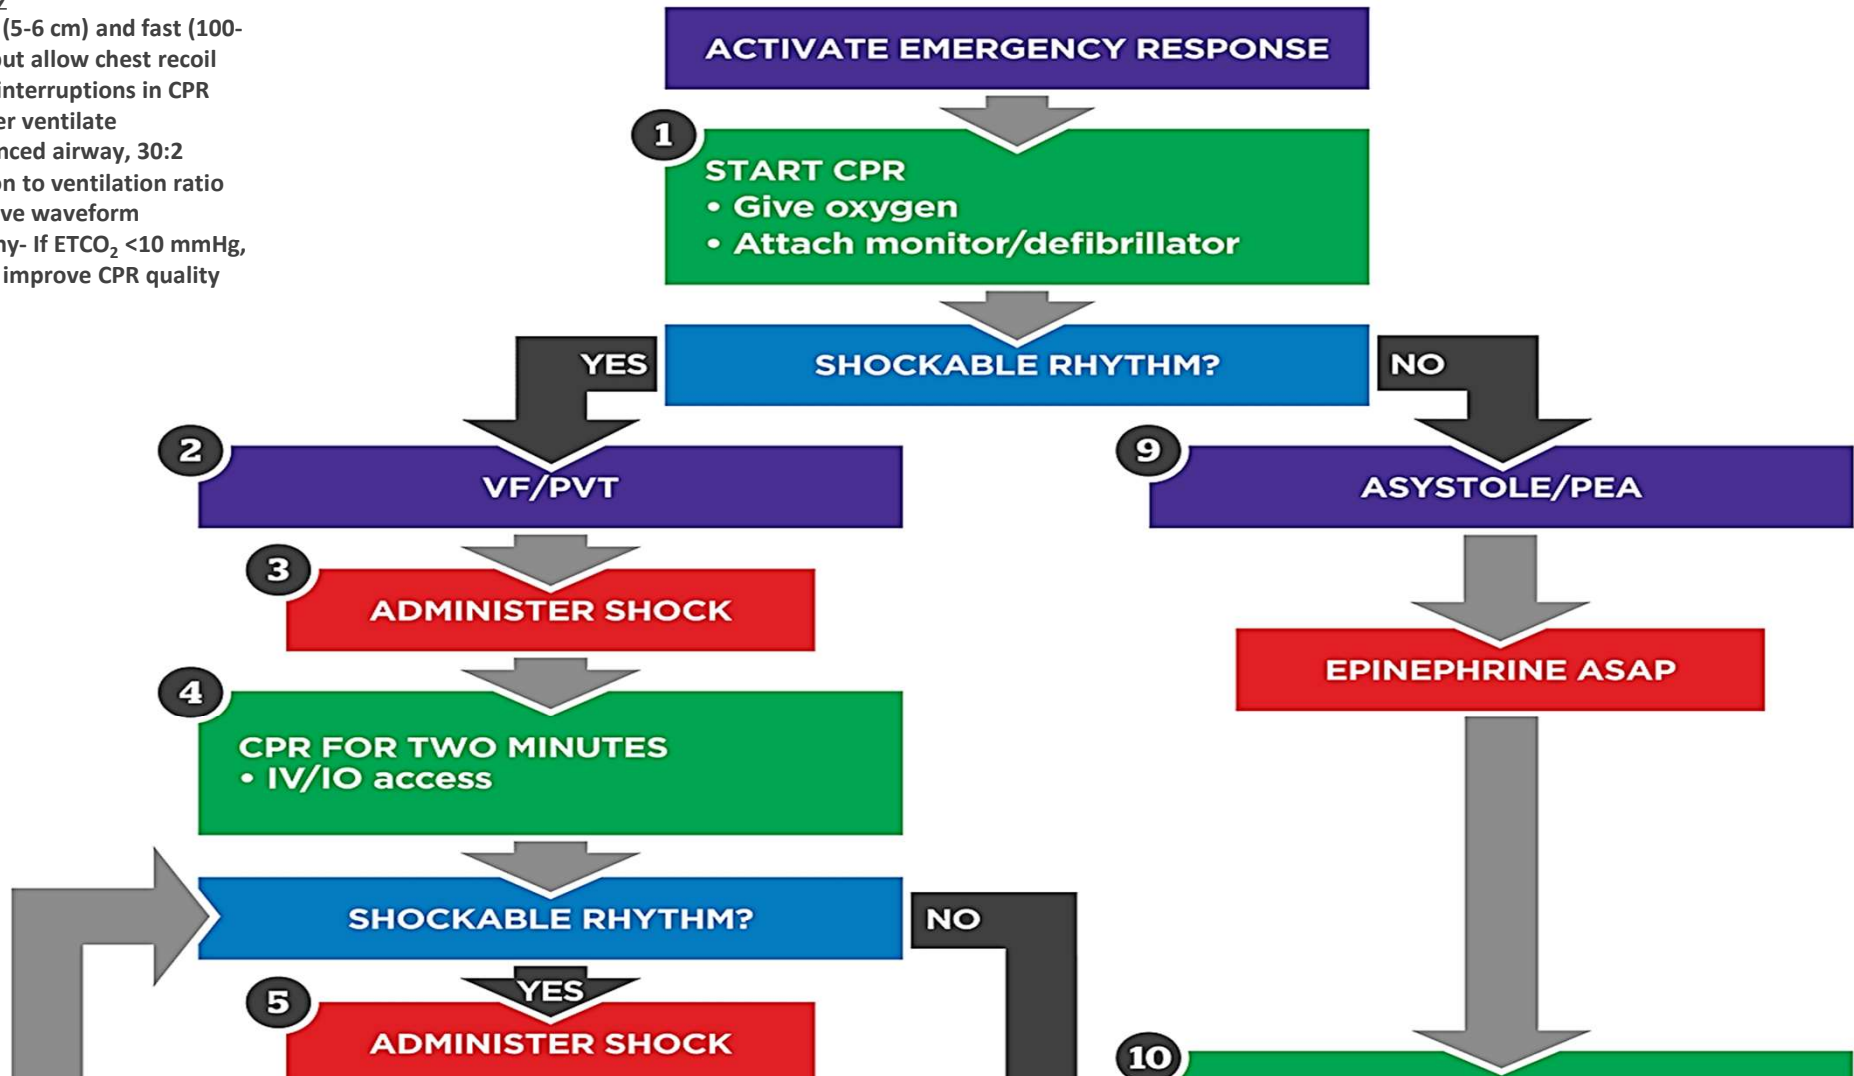 (5-6 cm) and fast (100-
out allow chest recoil
interruptions in CPR
er ventilate
nced airway, 30:2
on to ventilation ratio
ve waveform
hy- If ETCO₂ <10 mmHg,
improve CPR quality
ACTIVATE EMERGENCY RESPONSE
1
START CPR
• Give oxygen
• Attach monitor/defibrillator
SHOCKABLE RHYTHM?
YES
NO
2
VF/PVT
9
ASYSTOLE/PEA
3
ADMINISTER SHOCK
EPINEPHRINE ASAP
4
CPR FOR TWO MINUTES
• IV/IO access
SHOCKABLE RHYTHM?
NO
YES
5
ADMINISTER SHOCK
10